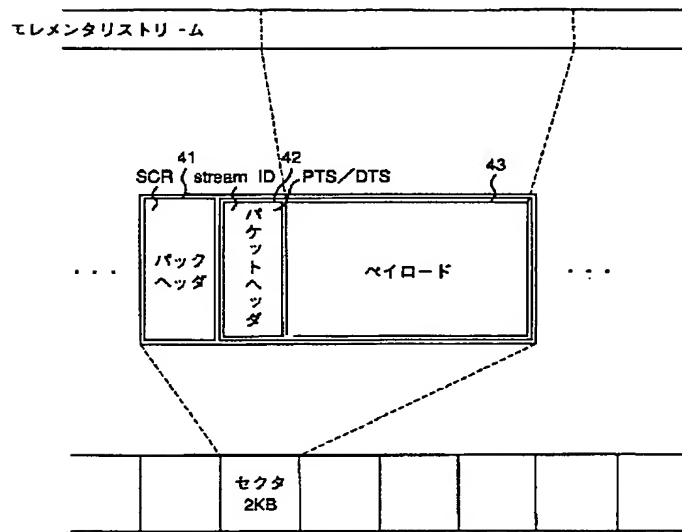 エレメンタリストリーム
41 42 43
SCR stream ID PTS/DTS
パック
ヘッダ
パケットヘッダ
ペイロード
... ...
セクタ
2KB